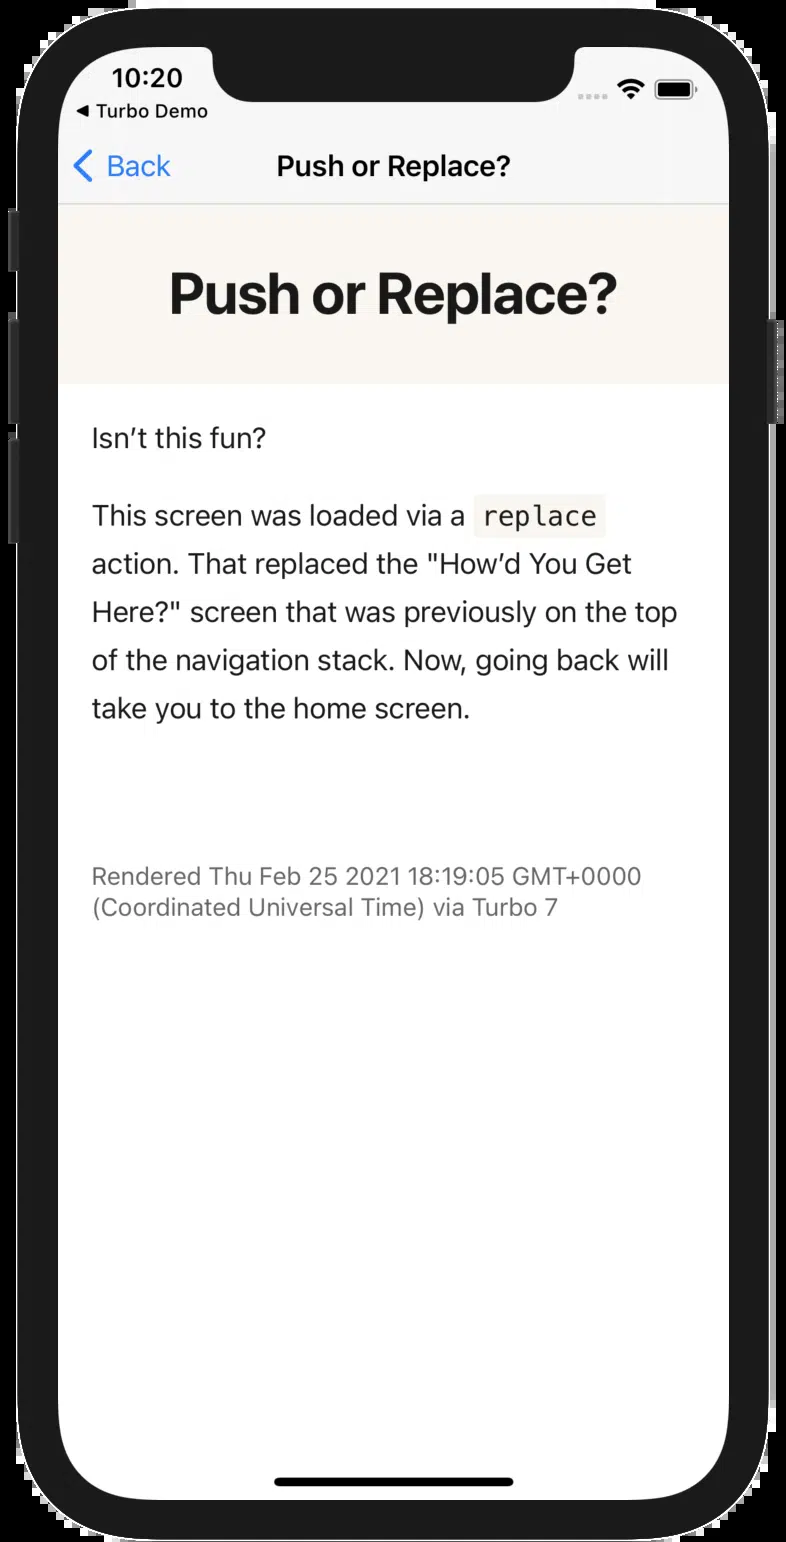 10:20
◀ Turbo Demo
Back Push or Replace?
Push or Replace?
Isn’t this fun?
This screen was loaded via a replace
action. That replaced the "How’d You Get
Here?" screen that was previously on the top
of the navigation stack. Now, going back will
take you to the home screen.
Rendered Thu Feb 25 2021 18:19:05 GMT+0000
(Coordinated Universal Time) via Turbo 7